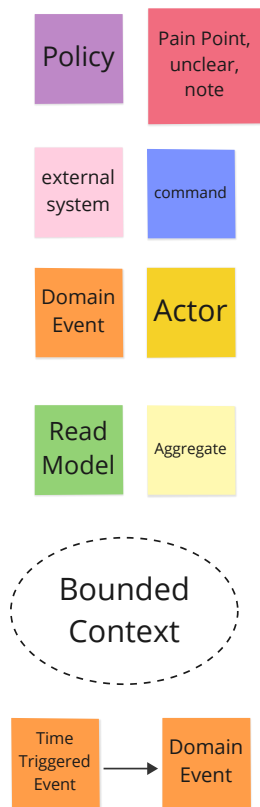 Policy
Pain Point,
unclear,
note
external
system
command
Domain
Event
Actor
Read
Model
Aggregate
Bounded
Context
Time
Triggered
Event
Domain
Event